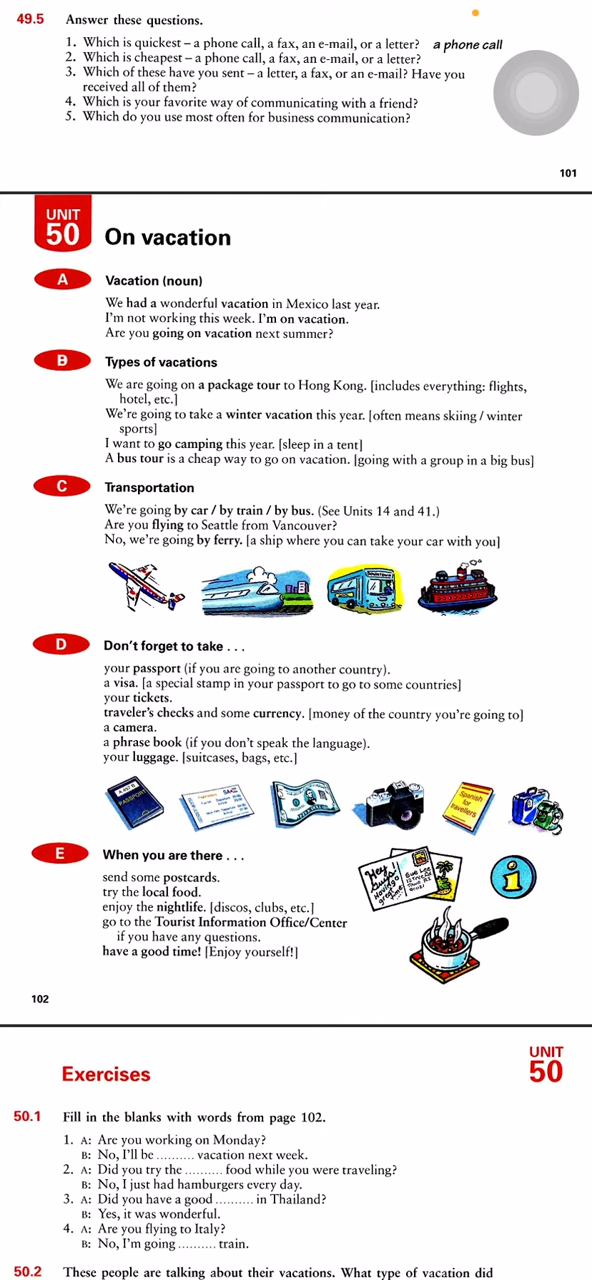 49.5 Answer these questions.
1. Which is quickest – a phone call, a fax, an e-mail, or a letter? a phone call
2. Which is cheapest – a phone call, a fax, an e-mail, or a letter?
3. Which of these have you sent – a letter, a fax, or an e-mail? Have you
received all of them?
4. Which is your favorite way of communicating with a friend?
5. Which do you use most often for business communication?
101
UNIT
50 On vacation
A Vacation (noun)
We had a wonderful vacation in Mexico last year.
I'm not working this week. I'm on vacation.
Are you going on vacation next summer?
B Types of vacations
We are going on a package tour to Hong Kong. [includes everything: flights,
hotel, etc.]
We're going to take a winter vacation this year. [often means skiing / winter
sports]
I want to go camping this year. [sleep in a tent]
A bus tour is a cheap way to go on vacation. [going with a group in a big bus]
C Transportation
We're going by car / by train / by bus. (See Units 14 and 41.)
Are you flying to Seattle from Vancouver?
No, we're going by ferry. [a ship where you can take your car with you]
D Don't forget to take . . .
your passport (if you are going to another country).
a visa. [a special stamp in your passport to go to some countries]
your tickets.
traveler's checks and some currency. [money of the country you're going to]
a camera.
a phrase book (if you don't speak the language).
your luggage. [suitcases, bags, etc.]
PASSPORT
Spanish
for
travellers
E When you are there . . .
send some postcards.
try the local food.
enjoy the nightlife. [discos, clubs, etc.]
go to the Tourist Information Office/Center
if you have any questions.
have a good time! [Enjoy yourself!]
Hey
Guys!
Having a
great
time
i
102
UNIT
50
Exercises
50.1 Fill in the blanks with words from page 102.
1. A: Are you working on Monday?
B: No, I'll be .......... vacation next week.
2. A: Did you try the .......... food while you were traveling?
B: No, I just had hamburgers every day.
3. A: Did you have a good .......... in Thailand?
B: Yes, it was wonderful.
4. A: Are you flying to Italy?
B: No, I'm going .......... train.
50.2 These people are talking about their vacations. What type of vacation did